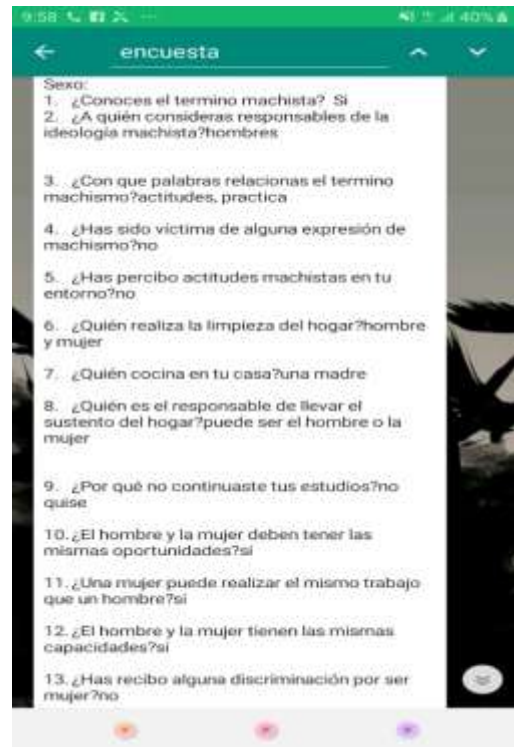 9:58
40%
encuesta
Sexo:
1. ¿Conoces el termino machista? Si
2. ¿A quién consideras responsables de la
ideología machista?hombres
3. ¿Con que palabras relacionas el termino
machismo?actitudes, practica
4. ¿Has sido víctima de alguna expresión de
machismo?no
5. ¿Has percibo actitudes machistas en tu
entorno?no
6. ¿Quién realiza la limpieza del hogar?hombre
y mujer
7. ¿Quién cocina en tu casa?una madre
8. ¿Quién es el responsable de llevar el
sustento del hogar?puede ser el hombre o la
mujer
9. ¿Por qué no continuaste tus estudios?no
quise
10.¿El hombre y la mujer deben tener las
mismas oportunidades?si
11.¿Una mujer puede realizar el mismo trabajo
que un hombre?si
12.¿El hombre y la mujer tienen las mismas
capacidades?si
13.¿Has recibo alguna discriminación por ser
mujer?no